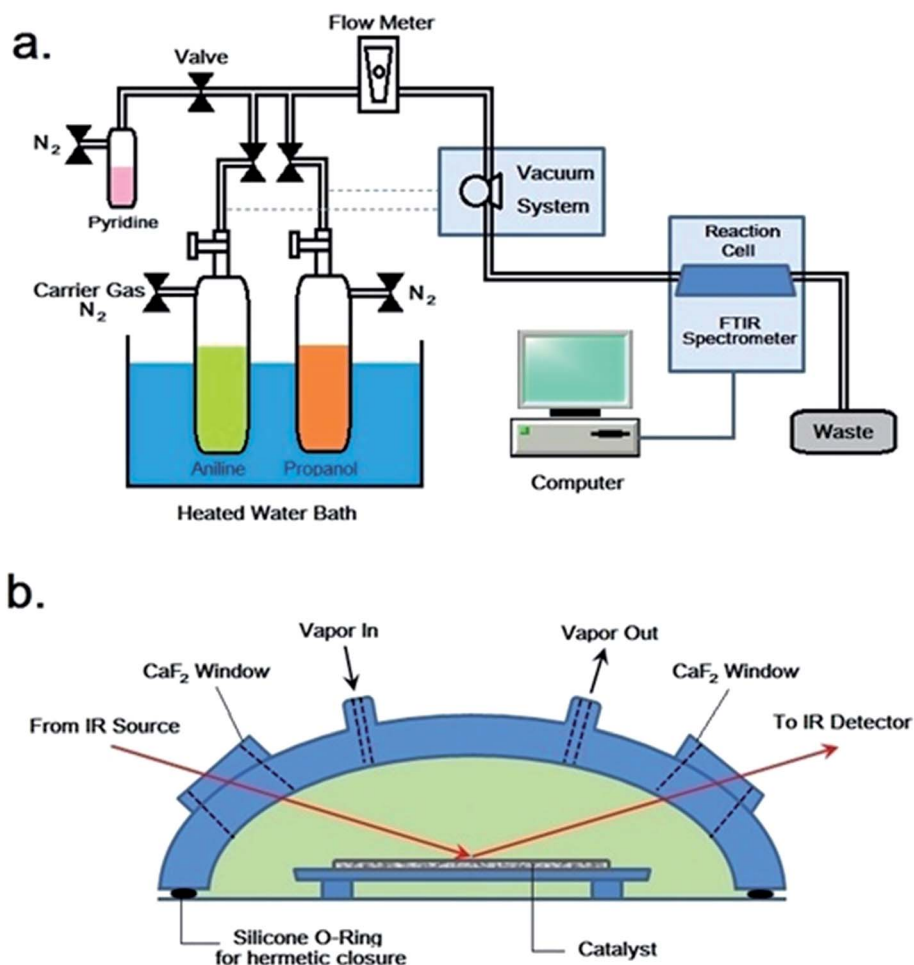 a.
Flow Meter
Valve
N₂
Pyridine
Vacuum
System
Reaction
Cell
Carrier Gas
N₂
N₂
FTIR
Spectrometer
Aniline
Propanol
Waste
Computer
Heated Water Bath
b.
Vapor In
Vapor Out
CaF₂ Window
CaF₂ Window
From IR Source
To IR Detector
Silicone O-Ring
for hermetic closure
Catalyst